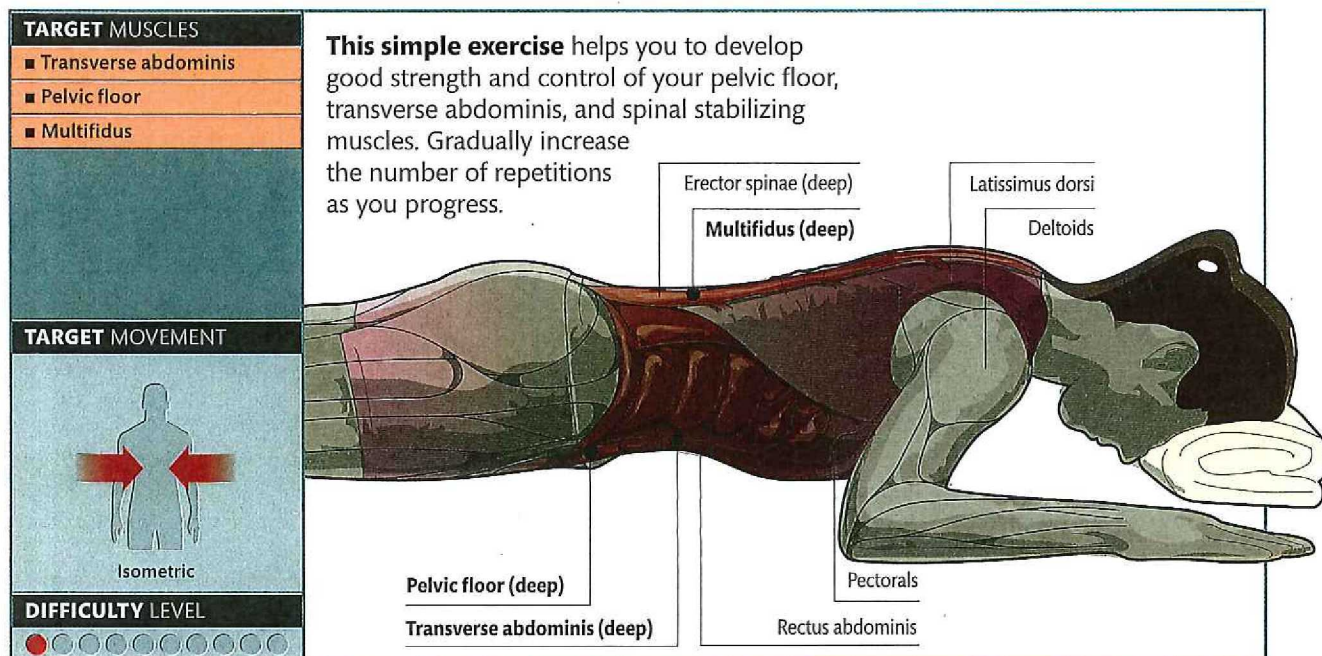 TARGET MUSCLES
■ Transverse abdominis
■ Pelvic floor
■ Multifidus
TARGET MOVEMENT
Isometric
DIFFICULTY LEVEL
This simple exercise helps you to develop
good strength and control of your pelvic floor,
transverse abdominis, and spinal stabilizing
muscles. Gradually increase
the number of repetitions
as you progress.
Erector spinae (deep)
Multifidus (deep)
Latissimus dorsi
Deltoids
Pelvic floor (deep)
Transverse abdominis (deep)
Pectorals
Rectus abdominis